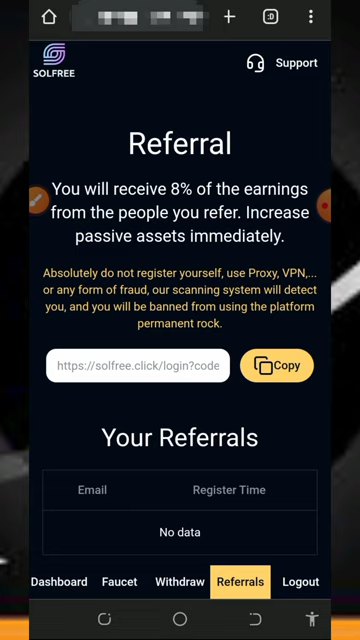 :D
SOLFREE
Support
Referral
You will receive 8% of the earnings
from the people you refer. Increase
passive assets immediately.
Absolutely do not register yourself, use Proxy, VPN,...
or any form of fraud, our scanning system will detect
you, and you will be banned from using the platform
permanent rock.
https://solfree.click/login?code
Copy
Your Referrals
Email Register Time
No data
Dashboard Faucet Withdraw Referrals Logout